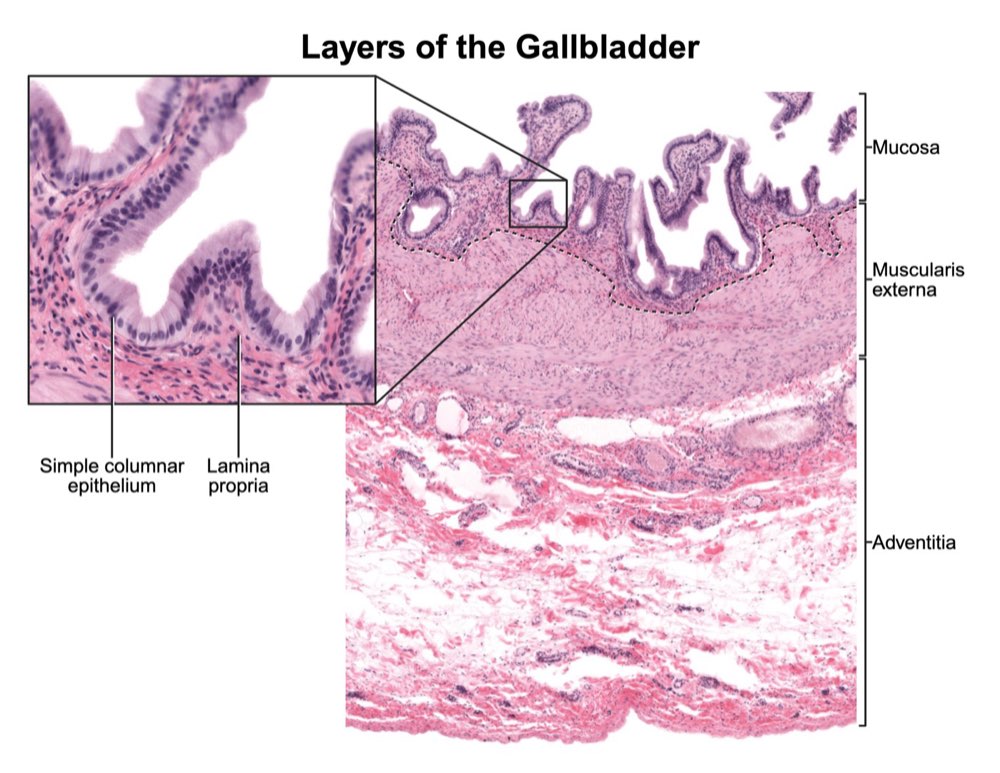 Layers of the Gallbladder
Mucosa
Muscularis
externa
Simple columnar
epithelium
Lamina
propria
Adventitia